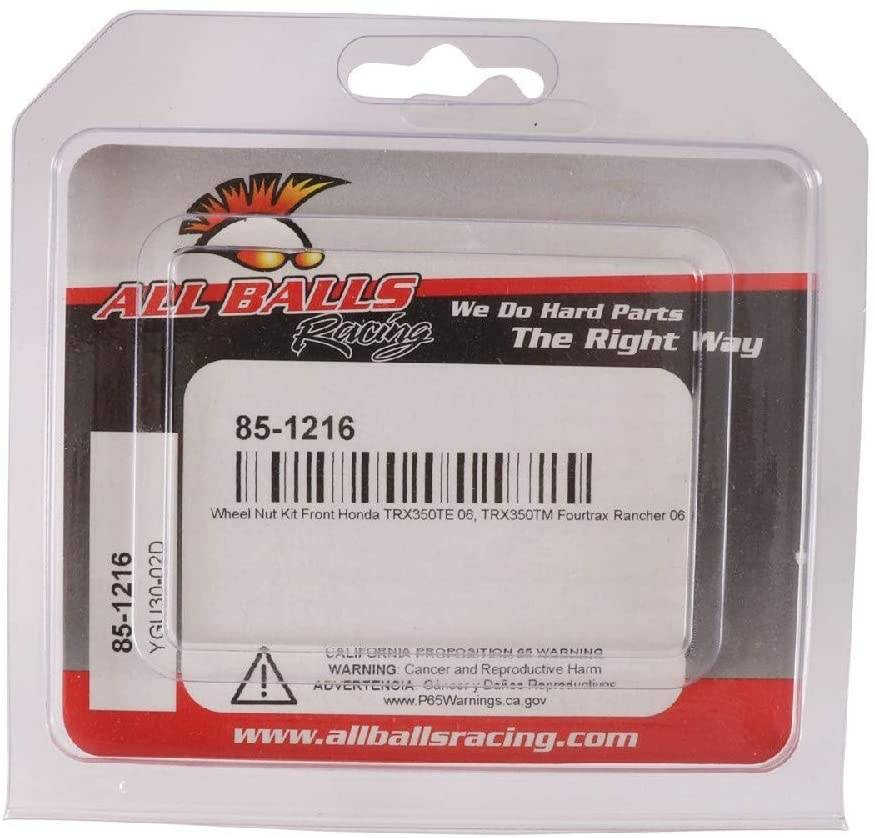 ALL BALLS
Racing
We Do Hard Parts
The Right Way
85-1216
Wheel Nut Kit Front Honda TRX350TE 06, TRX350TM Fourtrax Rancher 06
85-1216
YGU30-02D
CALIFORNIA PROPOSITION 65 WARNING
WARNING: Cancer and Reproductive Harm
ADVERTENCIA: Cáncer y Daños Reproductivos
www.P65Warnings.ca.gov
www.allballsracing.com